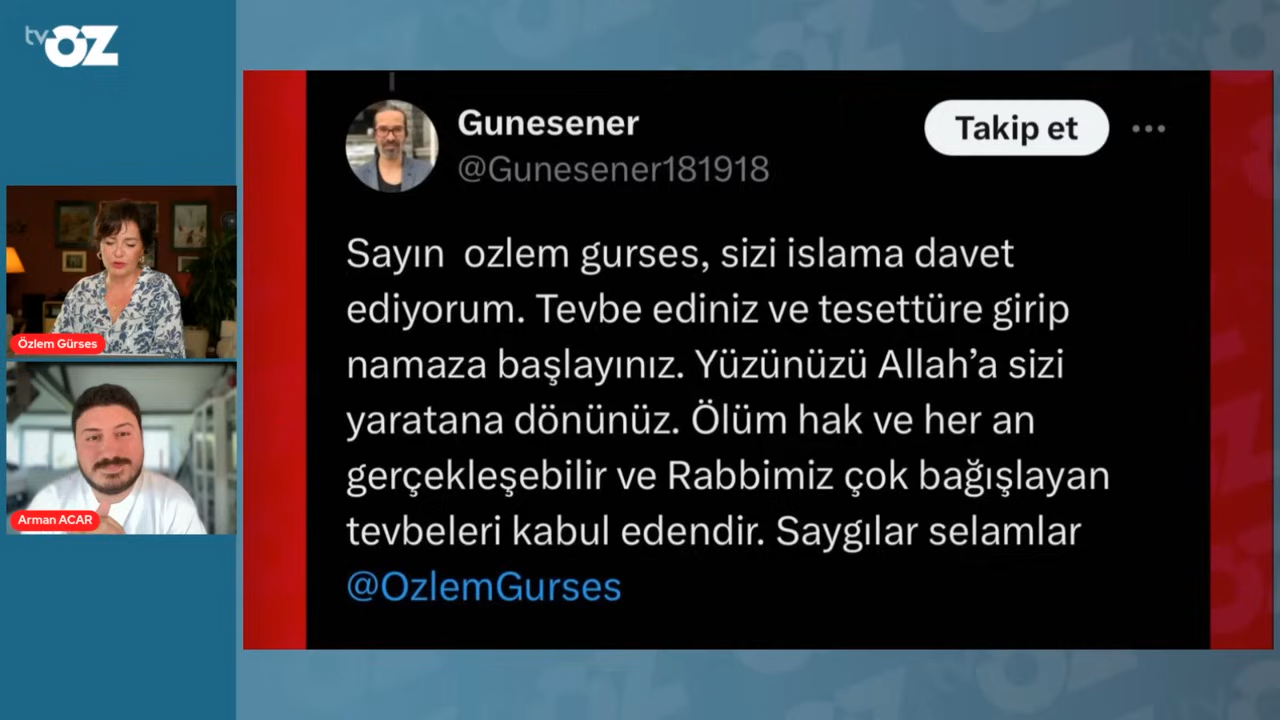 tvOZ
Özlem Gürses
Arman ACAR
Gunesener
@Gunesener181918
Takip et
Sayın  ozlem gurses, sizi islama davet
ediyorum. Tevbe ediniz ve tesettüre girip
namaza başlayınız. Yüzünüzü Allah’a sizi
yaratana dönünüz. Ölüm hak ve her an
gerçekleşebilir ve Rabbimiz çok bağışlayan
tevbeleri kabul edendir. Saygılar selamlar
@OzlemGurses